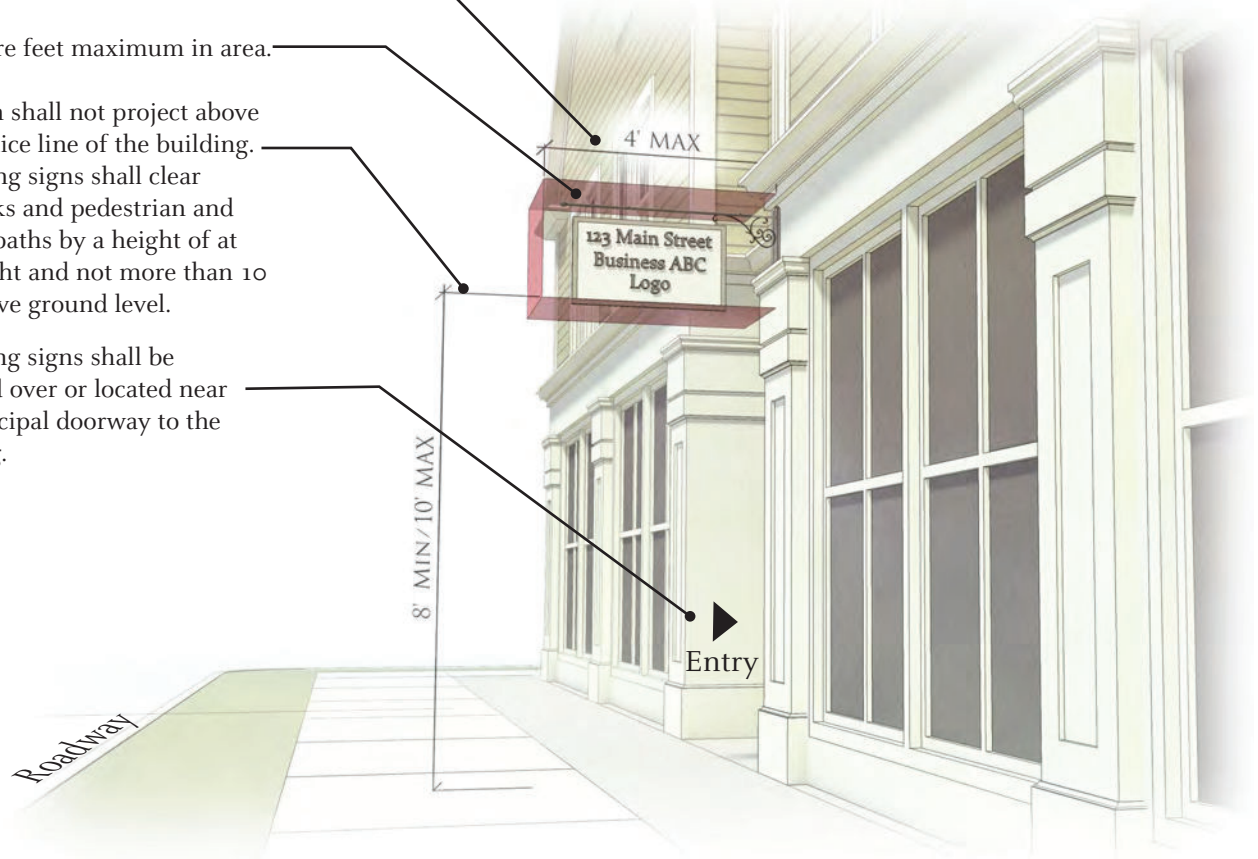 re feet maximum in area.
shall not project above
ice line of the building.
ng signs shall clear
ks and pedestrian and
paths by a height of at
ht and not more than 10
ve ground level.
ng signs shall be
over or located near
cipal doorway to the
4' MAX
123 Main Street
Business ABC
Logo
8' MIN/10' MAX
Entry
Roadway